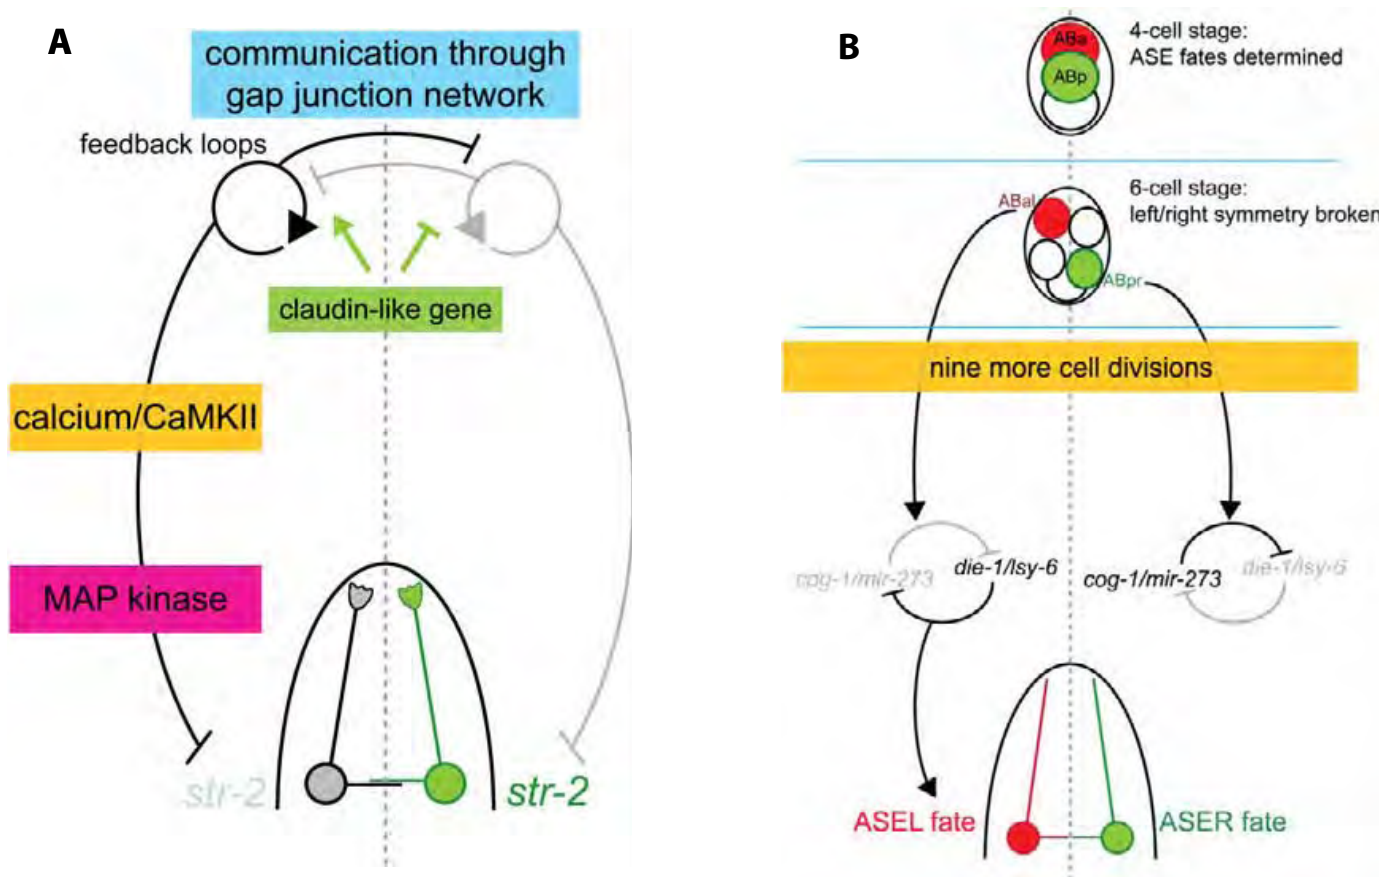 A
communication through
gap junction network
feedback loops
claudin-like gene
calcium/CaMKII
MAP kinase
str-2
str-2
B
4-cell stage:
ASE fates determined
ABa
ABp
6-cell stage:
left/right symmetry broken
ABal
ABpr
nine more cell divisions
cog-1/mir-273
die-1/lsy-6
cog-1/mir-273
die-1/lsy-6
ASEL fate
ASER fate